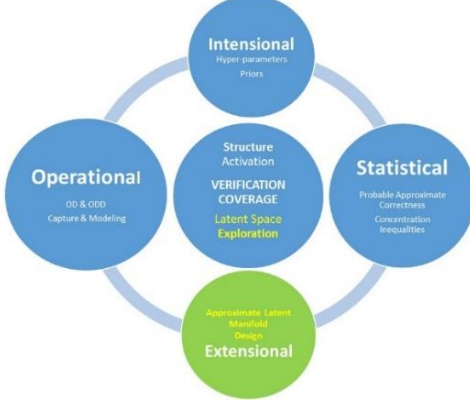 Intensional
Hyper-parameters
Priors
Operational
OD & ODD
Capture & Modeling
Structure
Activation
VERIFICATION
COVERAGE
Latent Space
Exploration
Statistical
Probable Approximate
Correctness
Concentration
Inequalities
Approximate Latent
Manifold
Design
Extensional